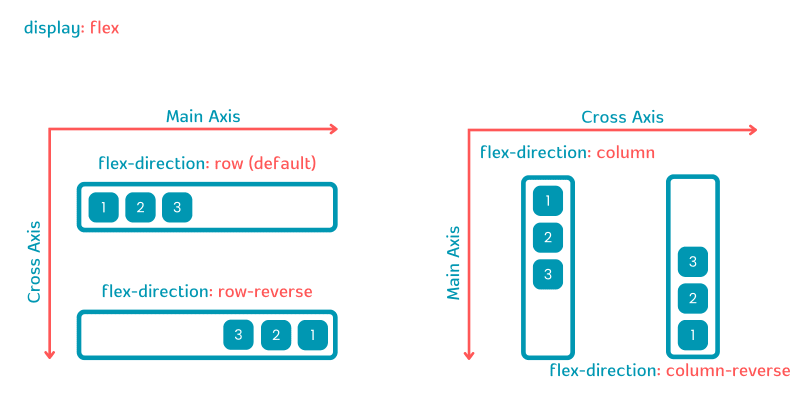 display: flex
Main Axis
Cross Axis
flex-direction: row (default)
1 2 3
flex-direction: row-reverse
3 2 1
Cross Axis
Main Axis
flex-direction: column
1
2
3
3
2
1
flex-direction: column-reverse